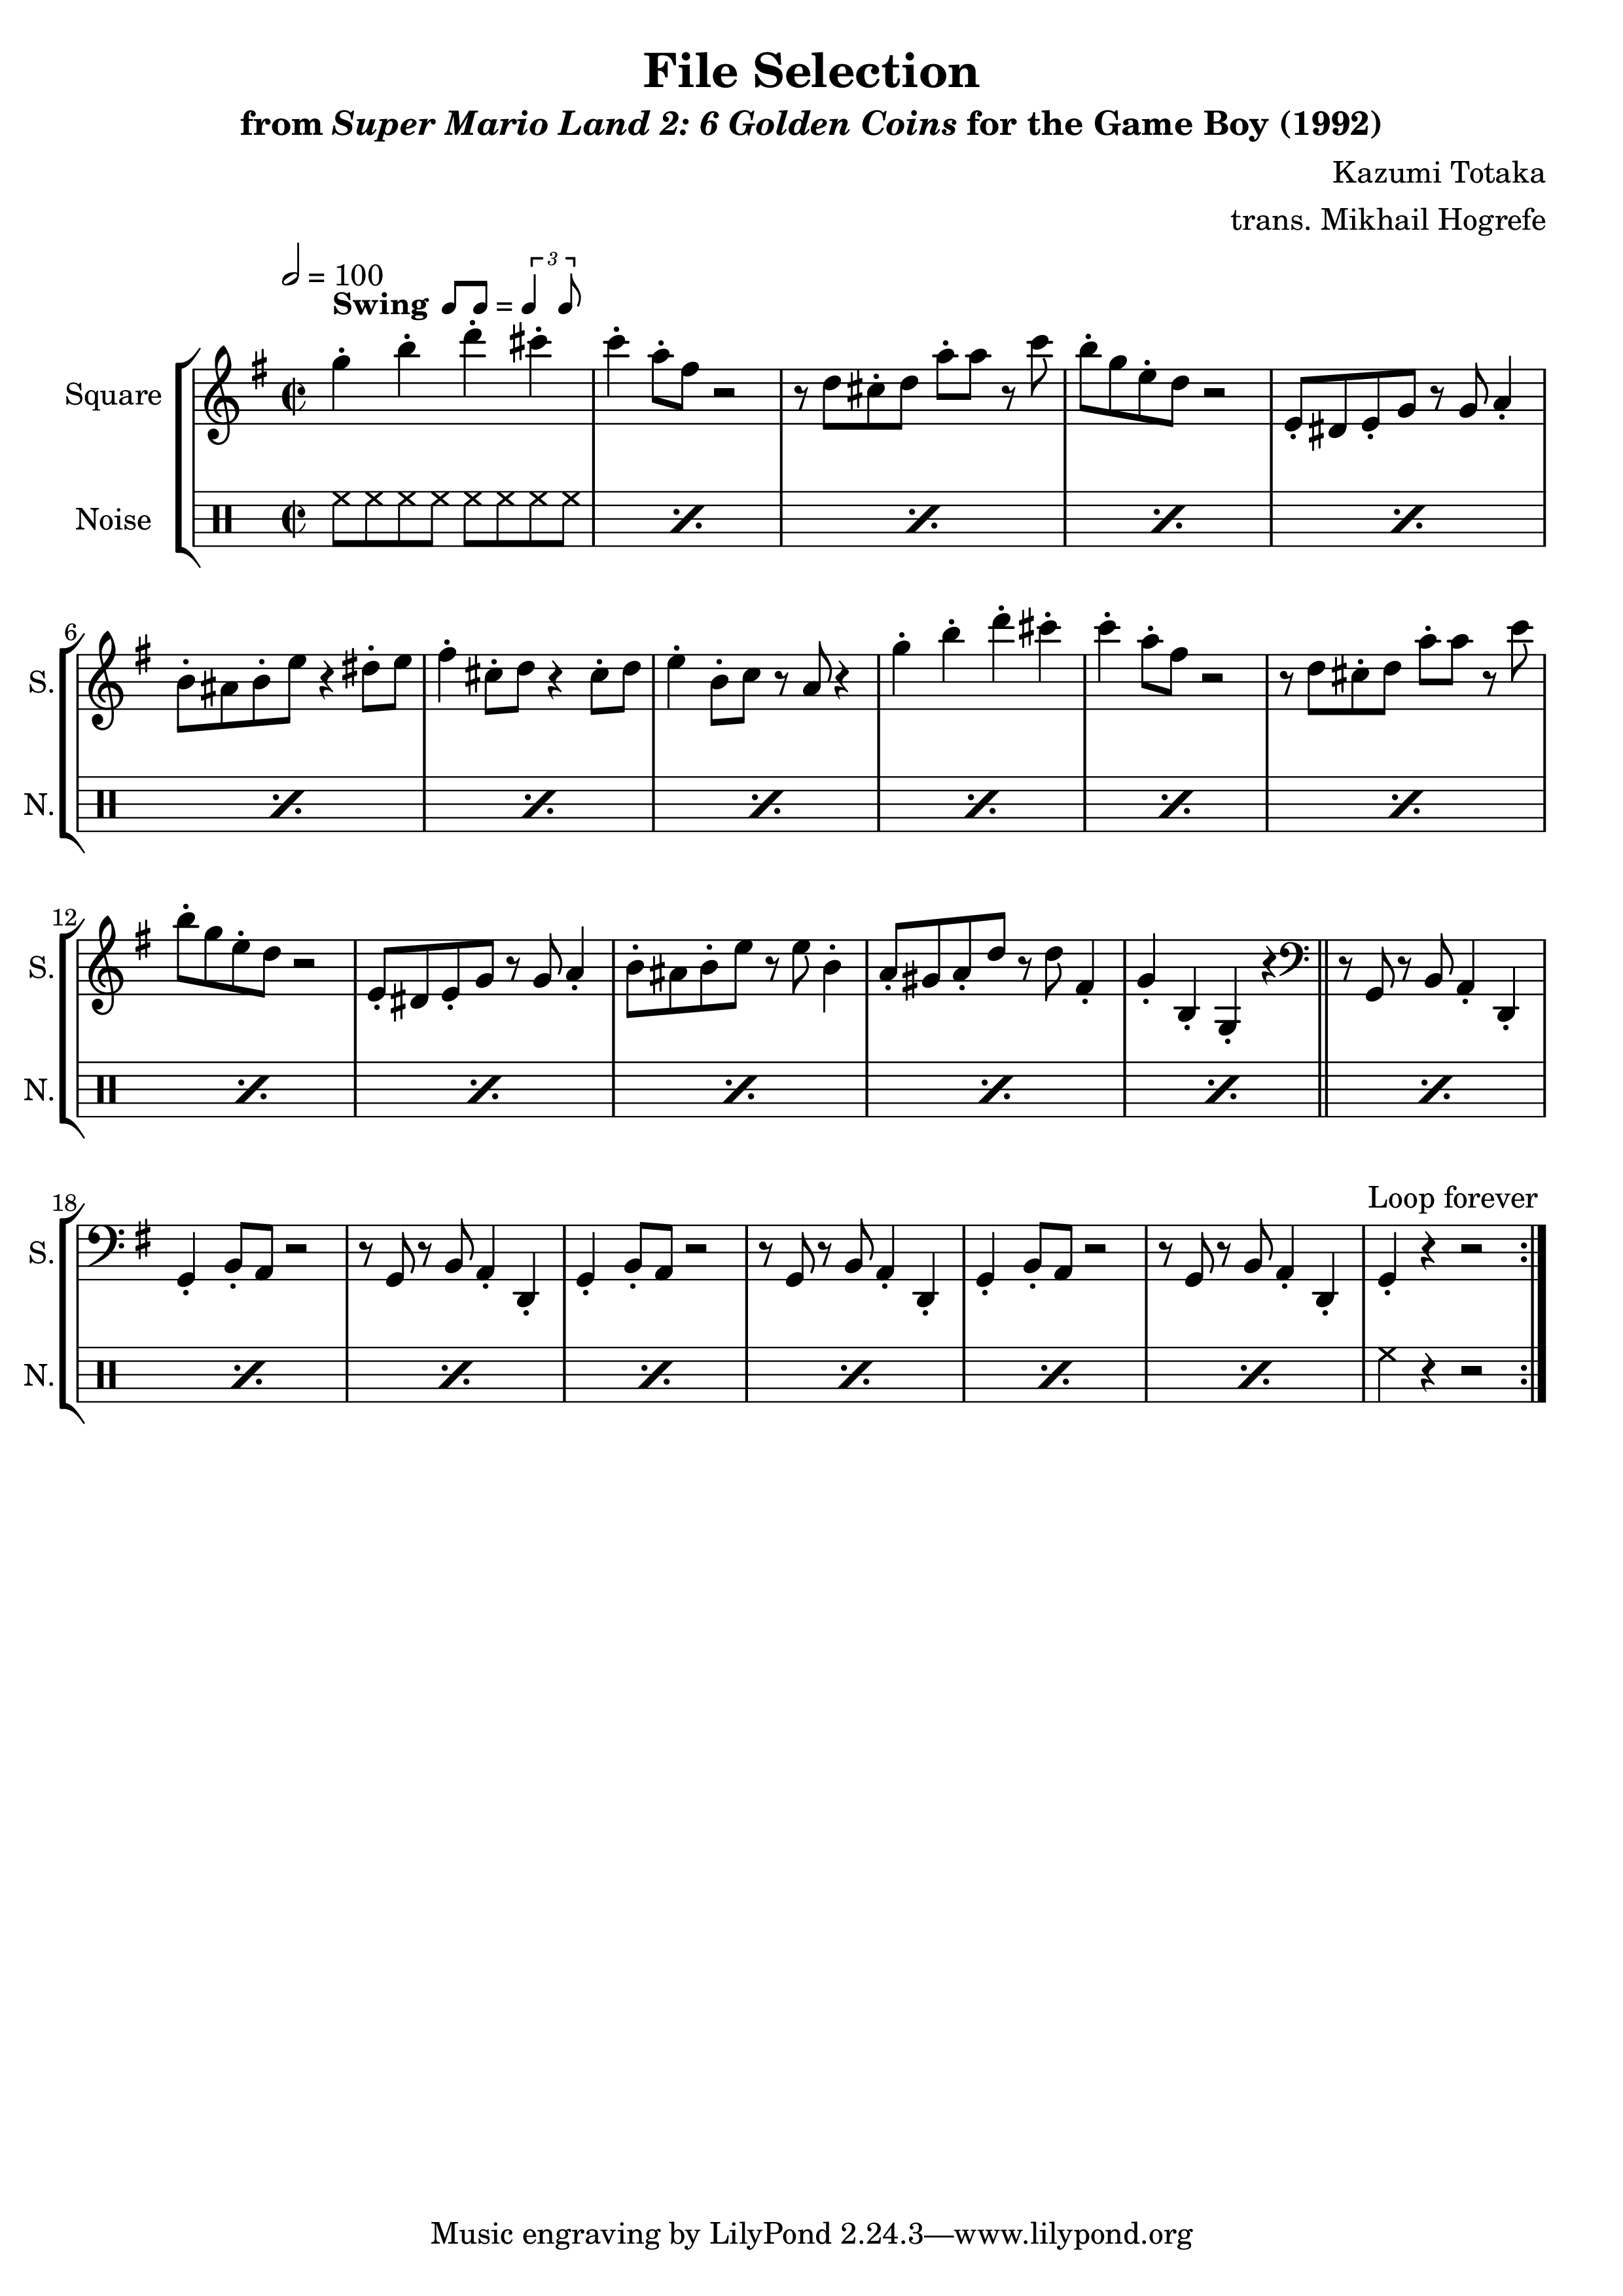 File Selection
from Super Mario Land 2: 6 Golden Coins for the Game Boy (1992)
Kazumi Totaka
trans. Mikhail Hogrefe
= 100
Swing = 3
Square
Noise
6
S.
N.
12
S.
N.
18
Loop forever
S.
N.
Music engraving by LilyPond 2.24.3—www.lilypond.org